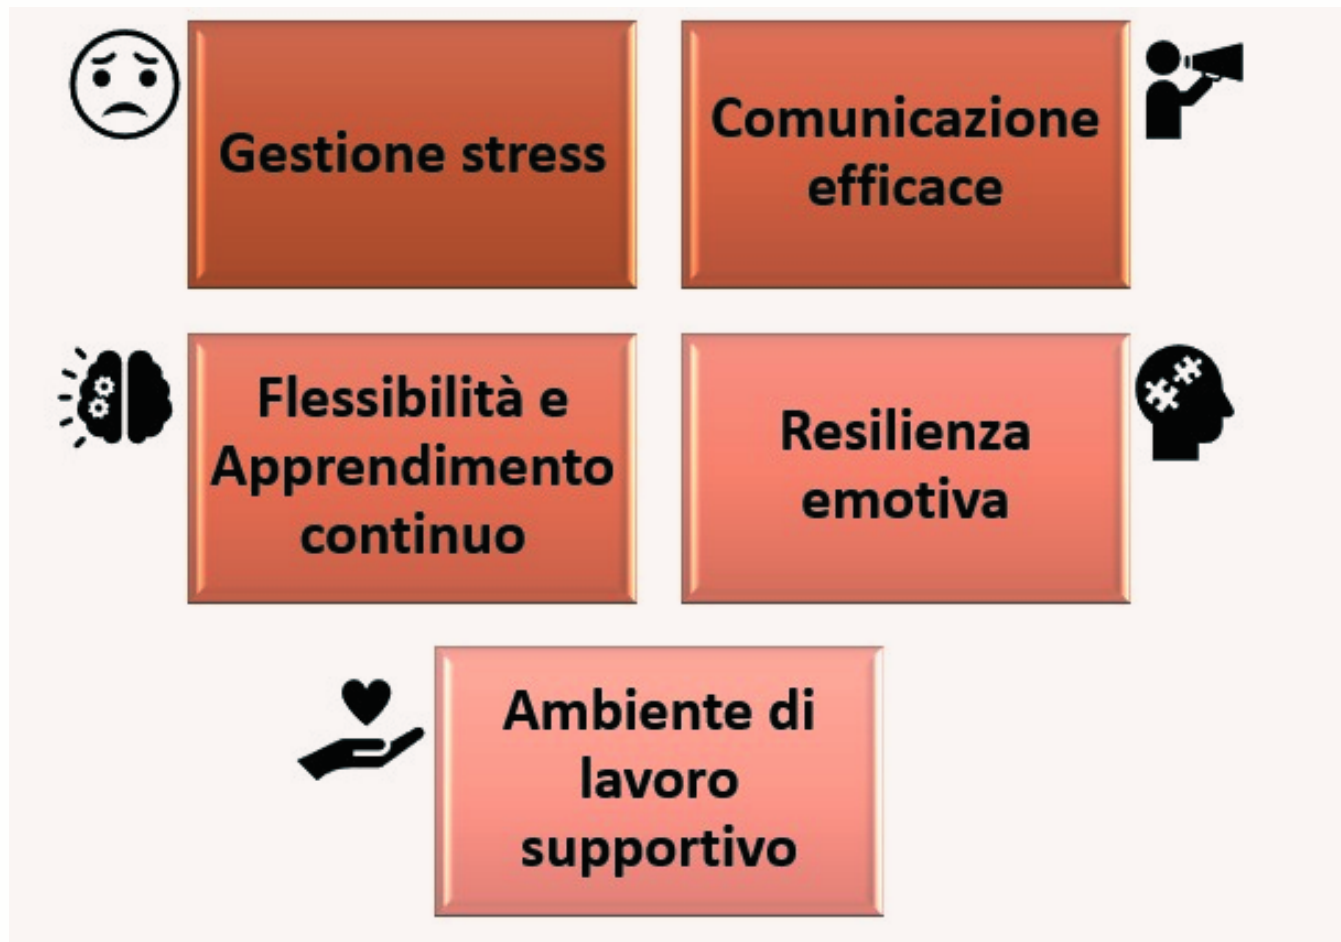 Gestione stress
Comunicazione
efficace
Flessibilità e
Apprendimento
continuo
Resilienza
emotiva
Ambiente di
lavoro
supportivo